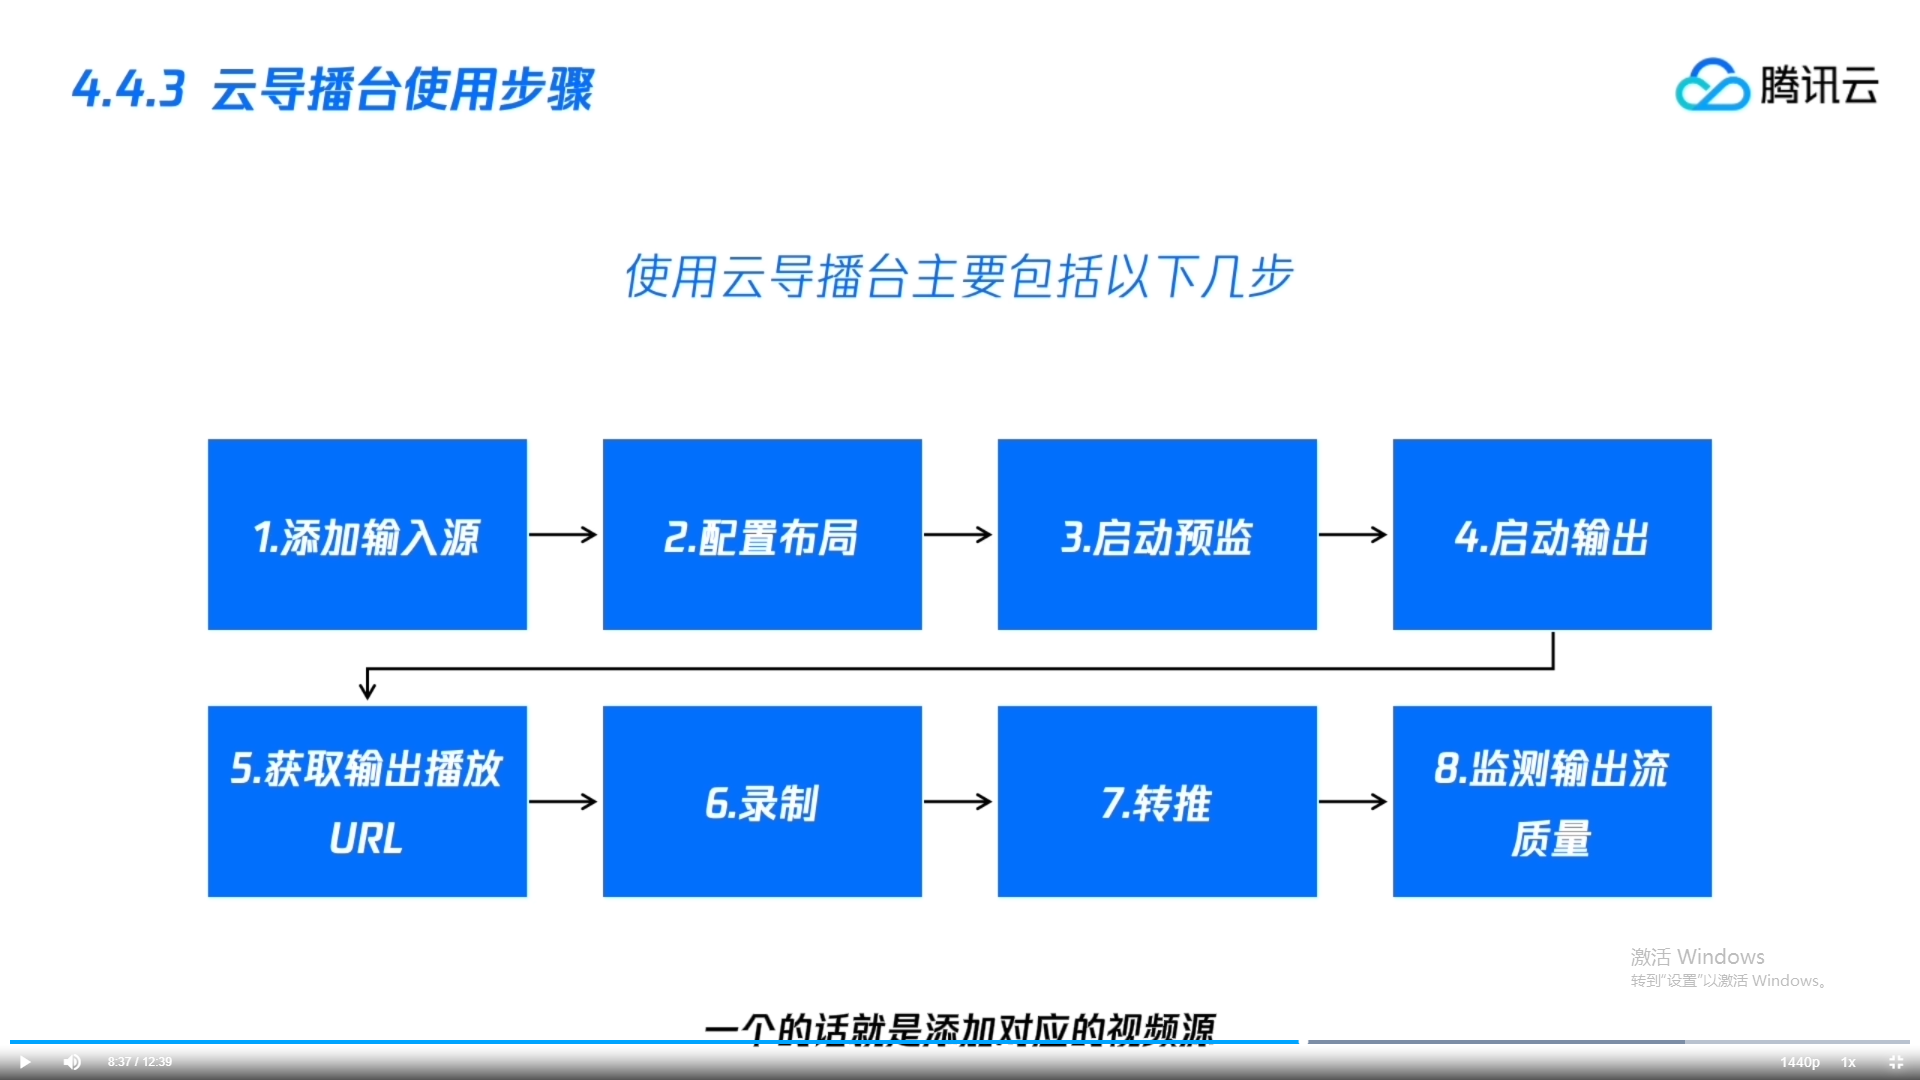 4.4.3 云导播台使用步骤
腾讯云
使用云导播台主要包括以下几步
1.添加输入源
2.配置布局
3.启动预监
4.启动输出
5.获取输出播放
URL
6.录制
7.转推
8.监测输出流
质量
激活 Windows
转到“设置”以激活 Windows。
一个的话就是添加对应的视频源
8:37 / 12:39
1440p
1x